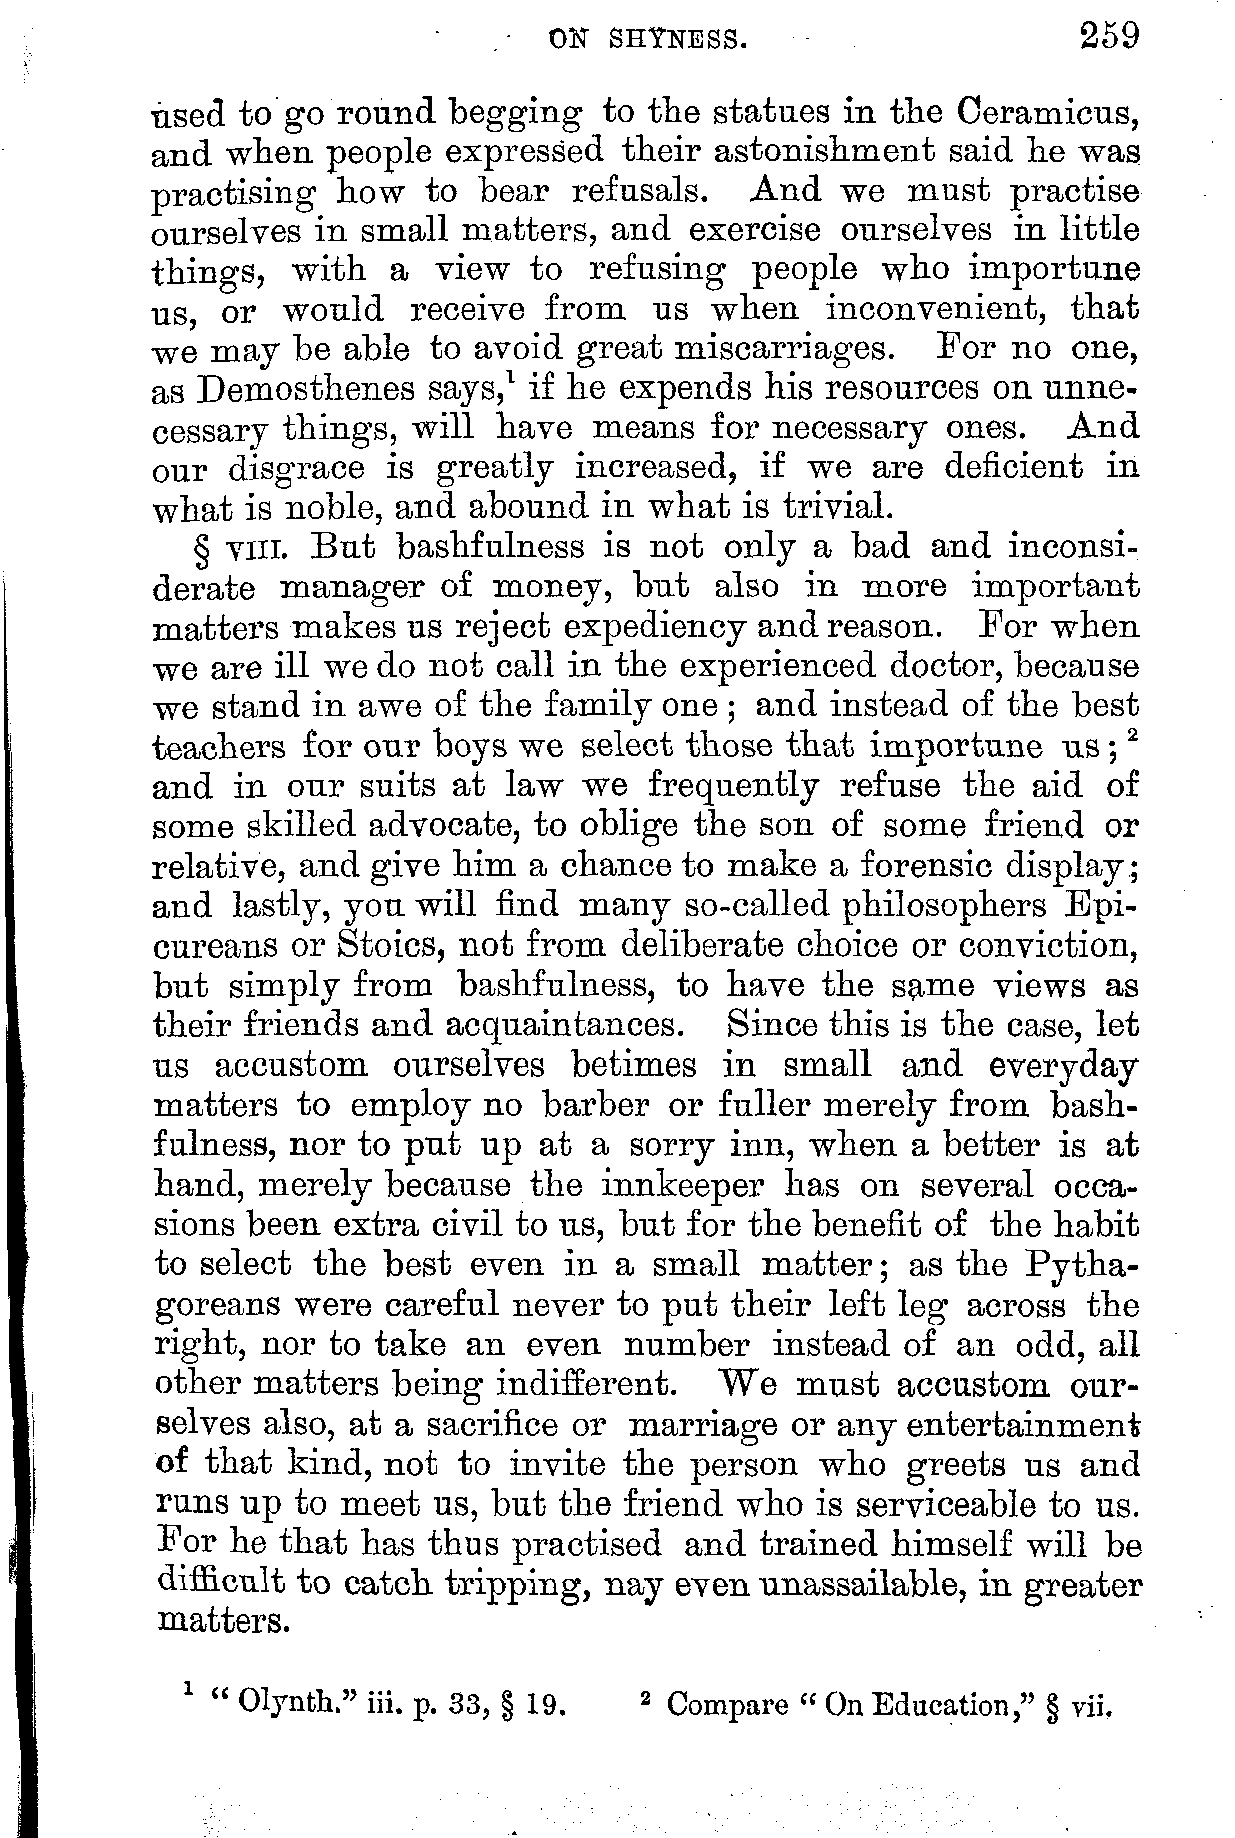 ON SHYNESS. 259
used to go round begging to the statues in the Ceramicus,
and when people expressed their astonishment said he was
practising how to bear refusals. And we must practise
ourselves in small matters, and exercise ourselves in little
things, with a view to refusing people who importune
us, or would receive from us when inconvenient, that
we may be able to avoid great miscarriages. For no one,
as Demosthenes says,¹ if he expends his resources on unne-
cessary things, will have means for necessary ones. And
our disgrace is greatly increased, if we are deficient in
what is noble, and abound in what is trivial.
§ VIII. But bashfulness is not only a bad and inconsi-
derate manager of money, but also in more important
matters makes us reject expediency and reason. For when
we are ill we do not call in the experienced doctor, because
we stand in awe of the family one; and instead of the best
teachers for our boys we select those that importune us;²
and in our suits at law we frequently refuse the aid of
some skilled advocate, to oblige the son of some friend or
relative, and give him a chance to make a forensic display;
and lastly, you will find many so-called philosophers Epi-
cureans or Stoics, not from deliberate choice or conviction,
but simply from bashfulness, to have the same views as
their friends and acquaintances. Since this is the case, let
us accustom ourselves betimes in small and everyday
matters to employ no barber or fuller merely from bash-
fulness, nor to put up at a sorry inn, when a better is at
hand, merely because the innkeeper has on several occa-
sions been extra civil to us, but for the benefit of the habit
to select the best even in a small matter; as the Pytha-
goreans were careful never to put their left leg across the
right, nor to take an even number instead of an odd, all
other matters being indifferent. We must accustom our-
selves also, at a sacrifice or marriage or any entertainment
of that kind, not to invite the person who greets us and
runs up to meet us, but the friend who is serviceable to us.
For he that has thus practised and trained himself will be
difficult to catch tripping, nay even unassailable, in greater
matters.
¹ “Olynth.” iii. p. 33, § 19. ² Compare “On Education,” § vii.